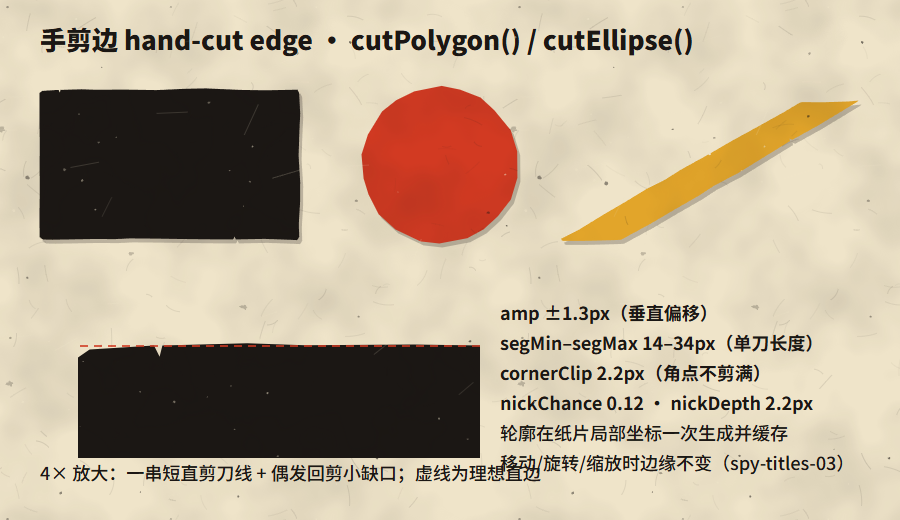 手剪边 hand-cut edge · cutPolygon() / cutEllipse()
amp ±1.3px（垂直偏移）
segMin–segMax 14–34px（单刀长度）
cornerClip 2.2px（角点不剪满）
nickChance 0.12 · nickDepth 2.2px
轮廓在纸片局部坐标一次生成并缓存
移动/旋转/缩放时边缘不变（spy-titles-03）
4× 放大：一串短直剪刀线 + 偶发回剪小缺口；虚线为理想直边